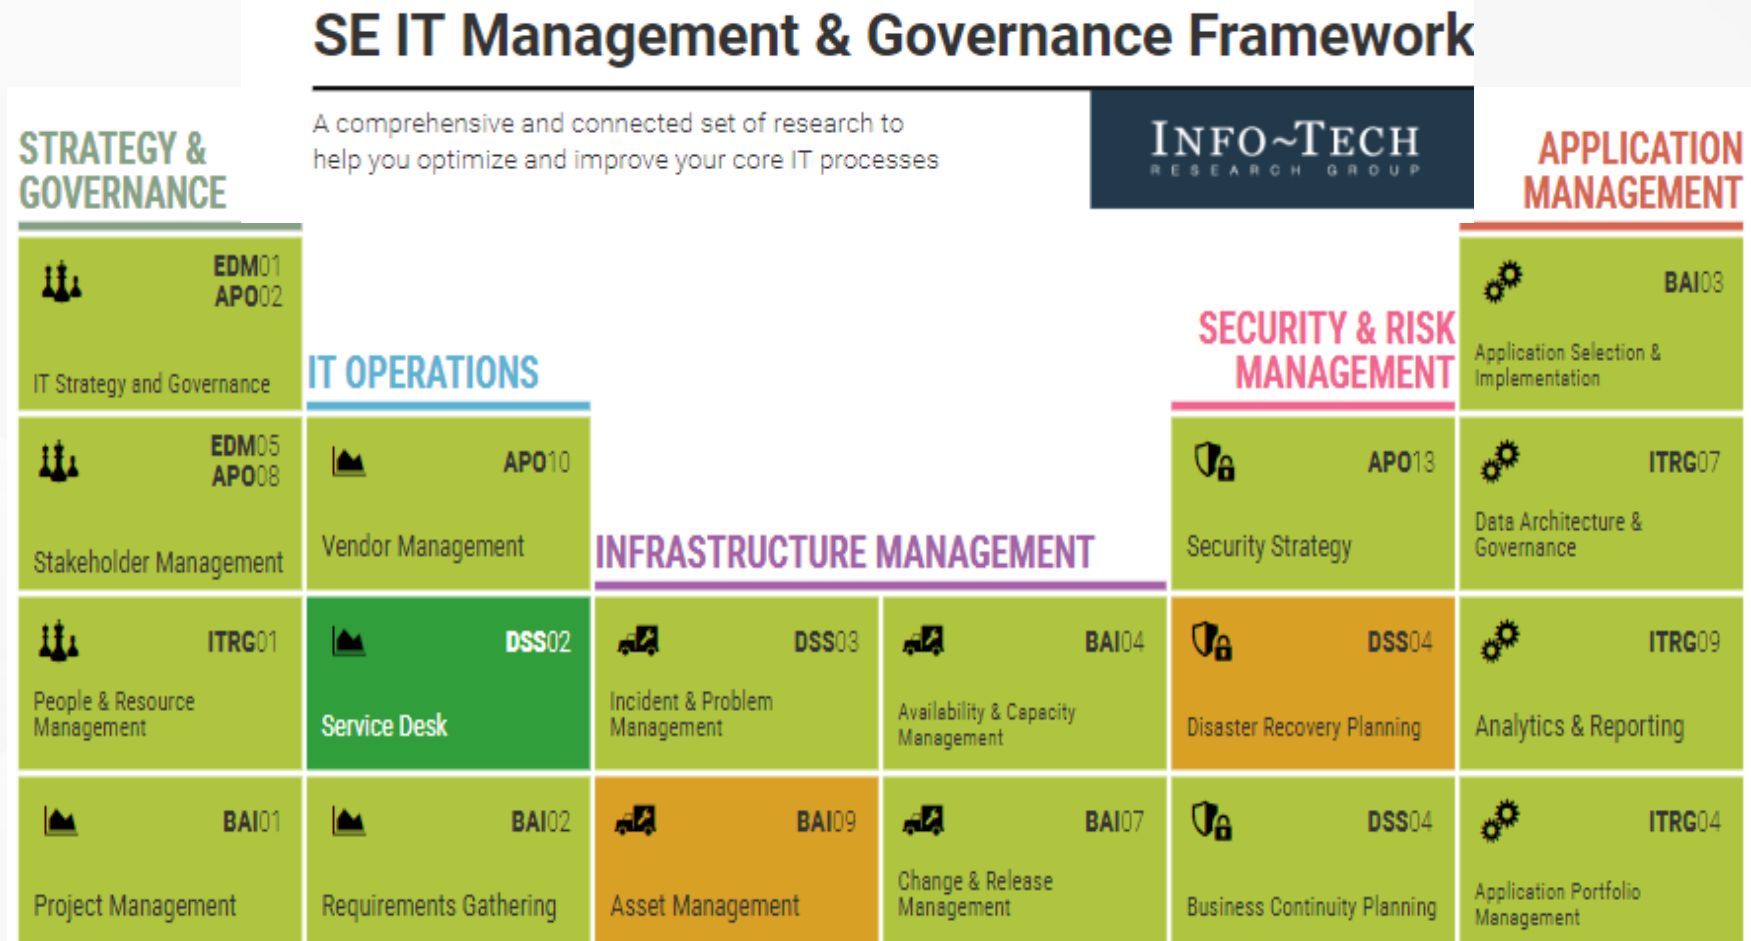 SE IT Management & Governance Framework
A comprehensive and connected set of research to
help you optimize and improve your core IT processes
INFO~TECH
RESEARCH GROUP
STRATEGY &
GOVERNANCE
EDM01
APO02
IT Strategy and Governance
EDM05
APO08
Stakeholder Management
ITRG01
People & Resource
Management
BAI01
Project Management
IT OPERATIONS
APO10
Vendor Management
DSS02
Service Desk
BAI02
Requirements Gathering
INFRASTRUCTURE MANAGEMENT
DSS03
Incident & Problem
Management
BAI04
Availability & Capacity
Management
BAI09
Asset Management
BAI07
Change & Release
Management
SECURITY & RISK
MANAGEMENT
APO13
Security Strategy
DSS04
Disaster Recovery Planning
DSS04
Business Continuity Planning
APPLICATION
MANAGEMENT
BAI03
Application Selection &
Implementation
ITRG07
Data Architecture &
Governance
ITRG09
Analytics & Reporting
ITRG04
Application Portfolio
Management